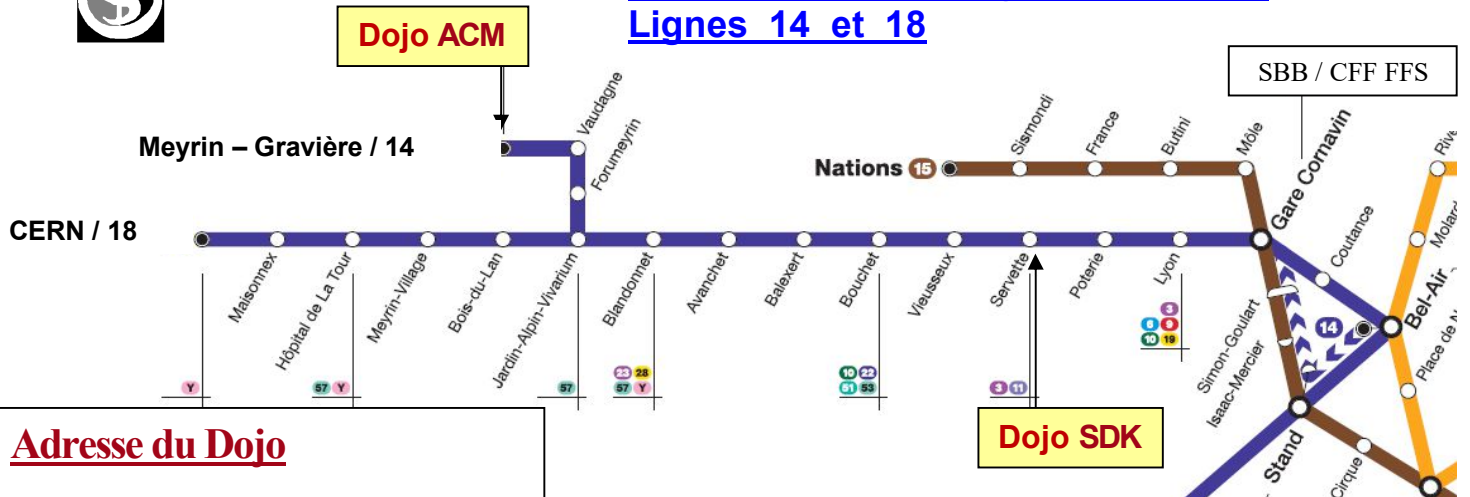 Lignes 14 et 18
Dojo ACM
SBB / CFF FFS
Meyrin – Gravière / 14
Vaudagne
Forumeyrin
Nations 15
Sismondi
France
Butini
Môle
Gare Cornavin
CERN / 18
Maisonnex
Hôpital de La Tour
Meyrin-Village
Bois-du-Lan
Jardin-Alpin-Vivarium
Blandonnet
Avanchet
Balexert
Bouchet
Vieusseux
Servette
Poterie
Lyon
Coutance
Molard
Bel-Air
Simon-Goulart
Isaac-Mercier
14
Place de
Stand
Cirque
Y
57 Y
57
23 28
57 Y
10 22
51 53
3 11
3
6 9
10 19
Dojo SDK
Adresse du Dojo